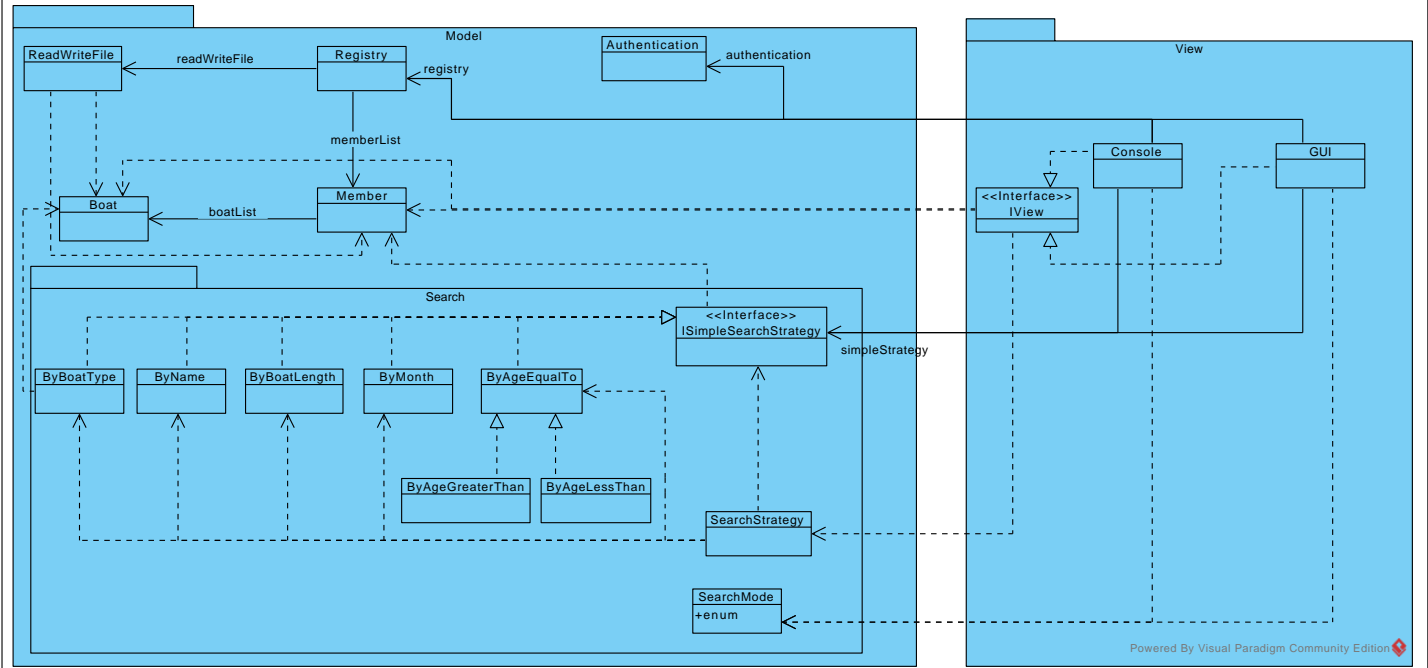 Model
View
ReadWriteFile
readWriteFile
Registry
registry
Authentication
authentication
memberList
Console
GUI
Boat
boatList
Member
<<Interface>>
IView
Search
<<Interface>>
ISimpleSearchStrategy
simpleStrategy
ByBoatType
ByName
ByBoatLength
ByMonth
ByAgeEqualTo
ByAgeGreaterThan
ByAgeLessThan
SearchStrategy
SearchMode
+enum
Powered By Visual Paradigm Community Edition